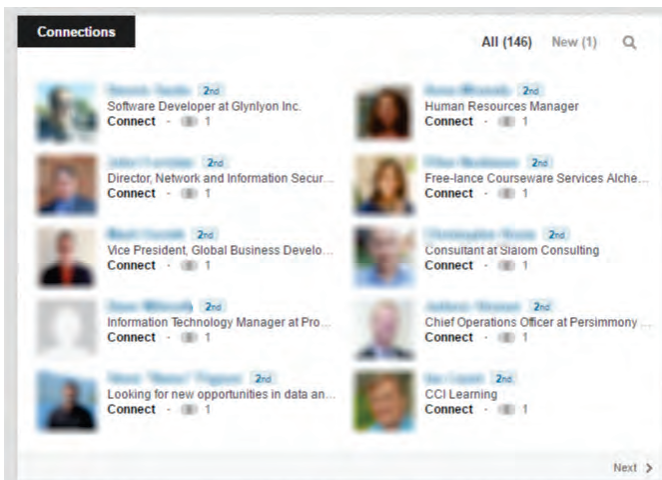 Connections
All (146) New (1)
2nd
Software Developer at Glynlyon Inc.
Connect · 1
2nd
Director, Network and Information Secur...
Connect · 1
2nd
Vice President, Global Business Develo...
Connect · 1
2nd
Information Technology Manager at Pro...
Connect · 1
2nd
Looking for new opportunities in data an...
Connect · 1
2nd
Human Resources Manager
Connect · 1
2nd
Free-lance Courseware Services Alche...
Connect · 1
2nd
Consultant at Slalom Consulting
Connect · 1
2nd
Chief Operations Officer at Persimmony ...
Connect · 1
2nd
CCI Learning
Connect · 1
Next